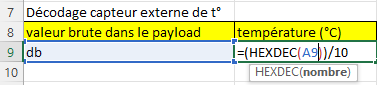 7 Décodage capteur externe de t°
8 valeur brute dans le payload température (°C)
9 db =(HEXDEC(A9))/10
10 HEXDEC(nombre)